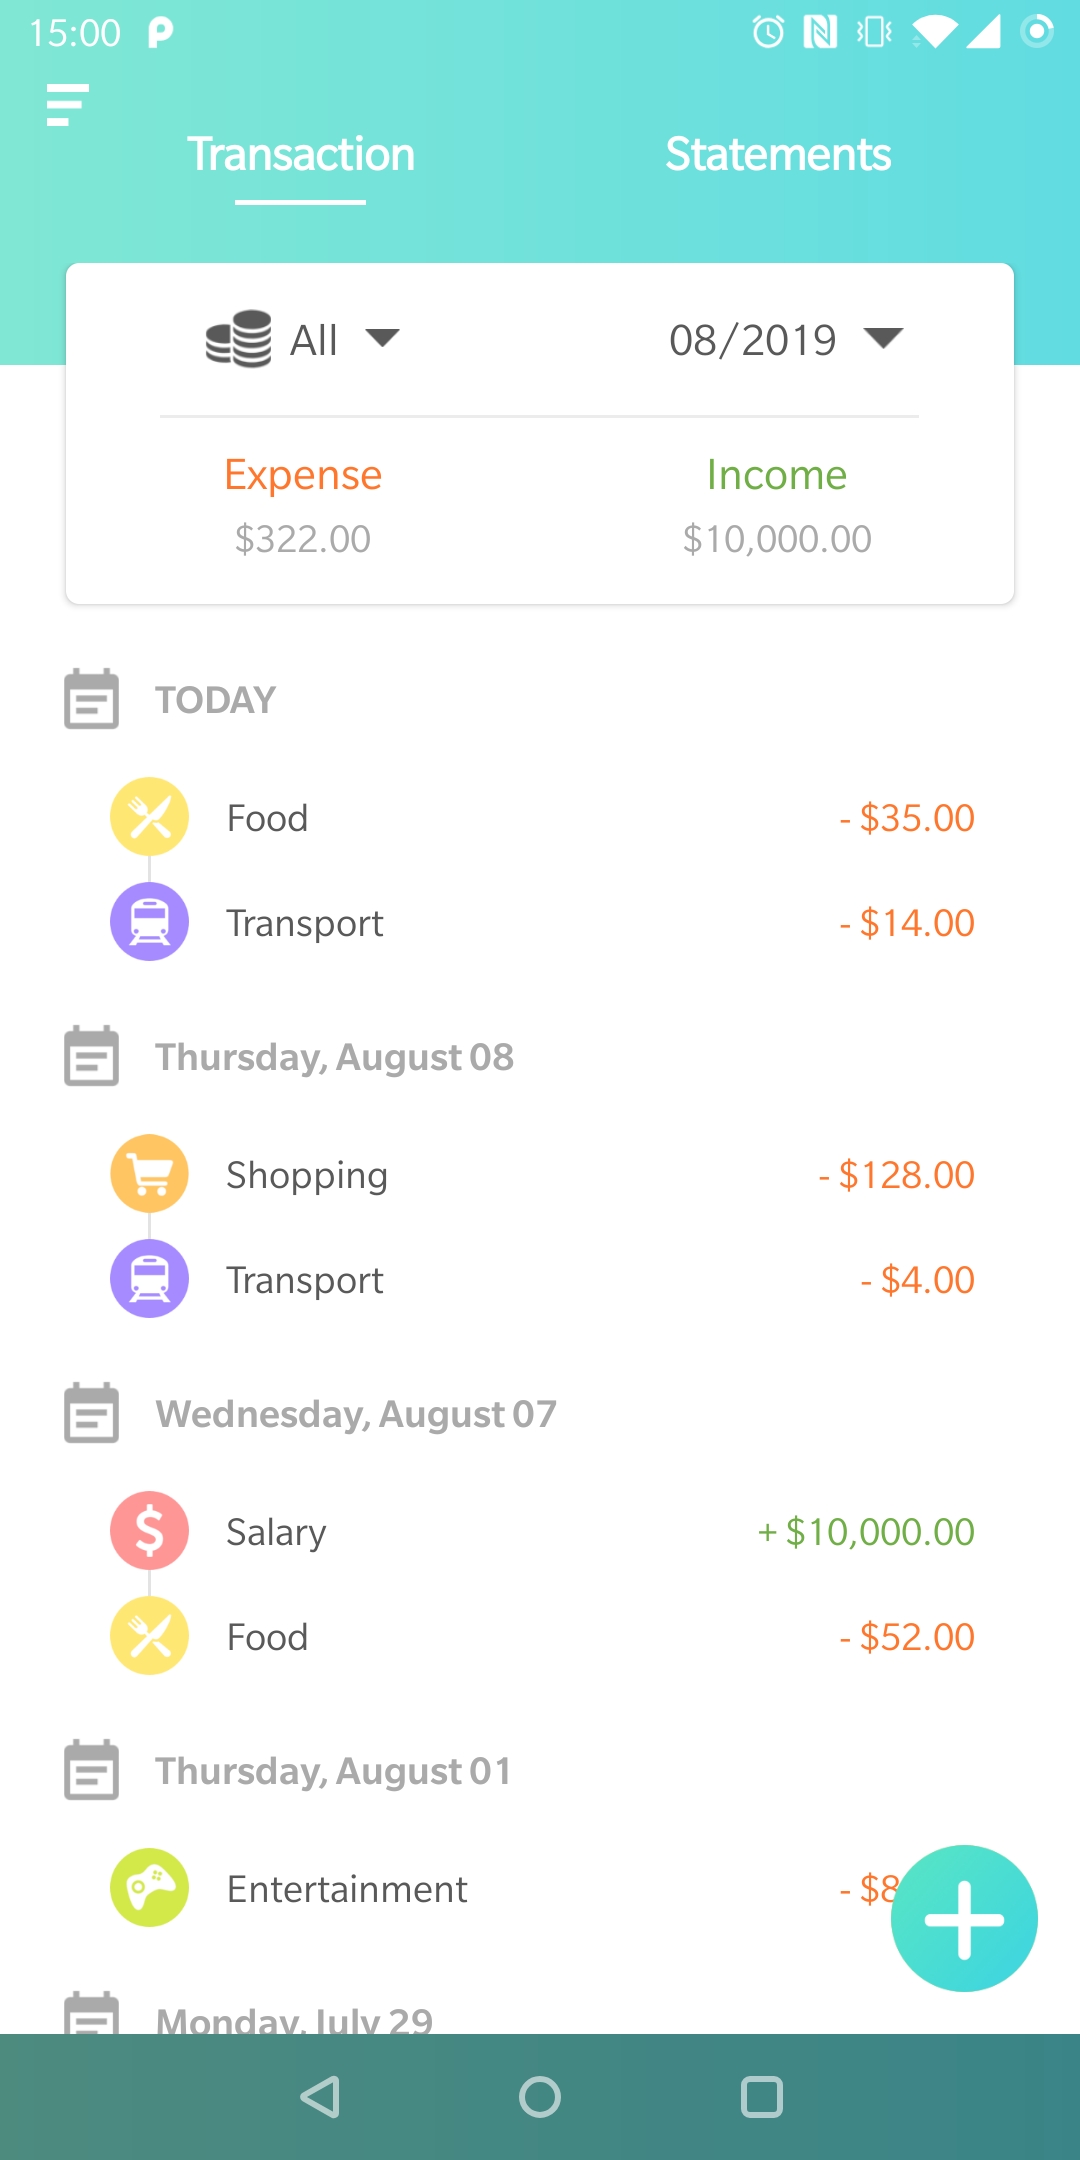 15:00
Transaction Statements
All 08/2019
Expense Income
$322.00 $10,000.00
TODAY
Food - $35.00
Transport - $14.00
Thursday, August 08
Shopping - $128.00
Transport - $4.00
Wednesday, August 07
Salary + $10,000.00
Food - $52.00
Thursday, August 01
Entertainment - $8
Monday, July 29